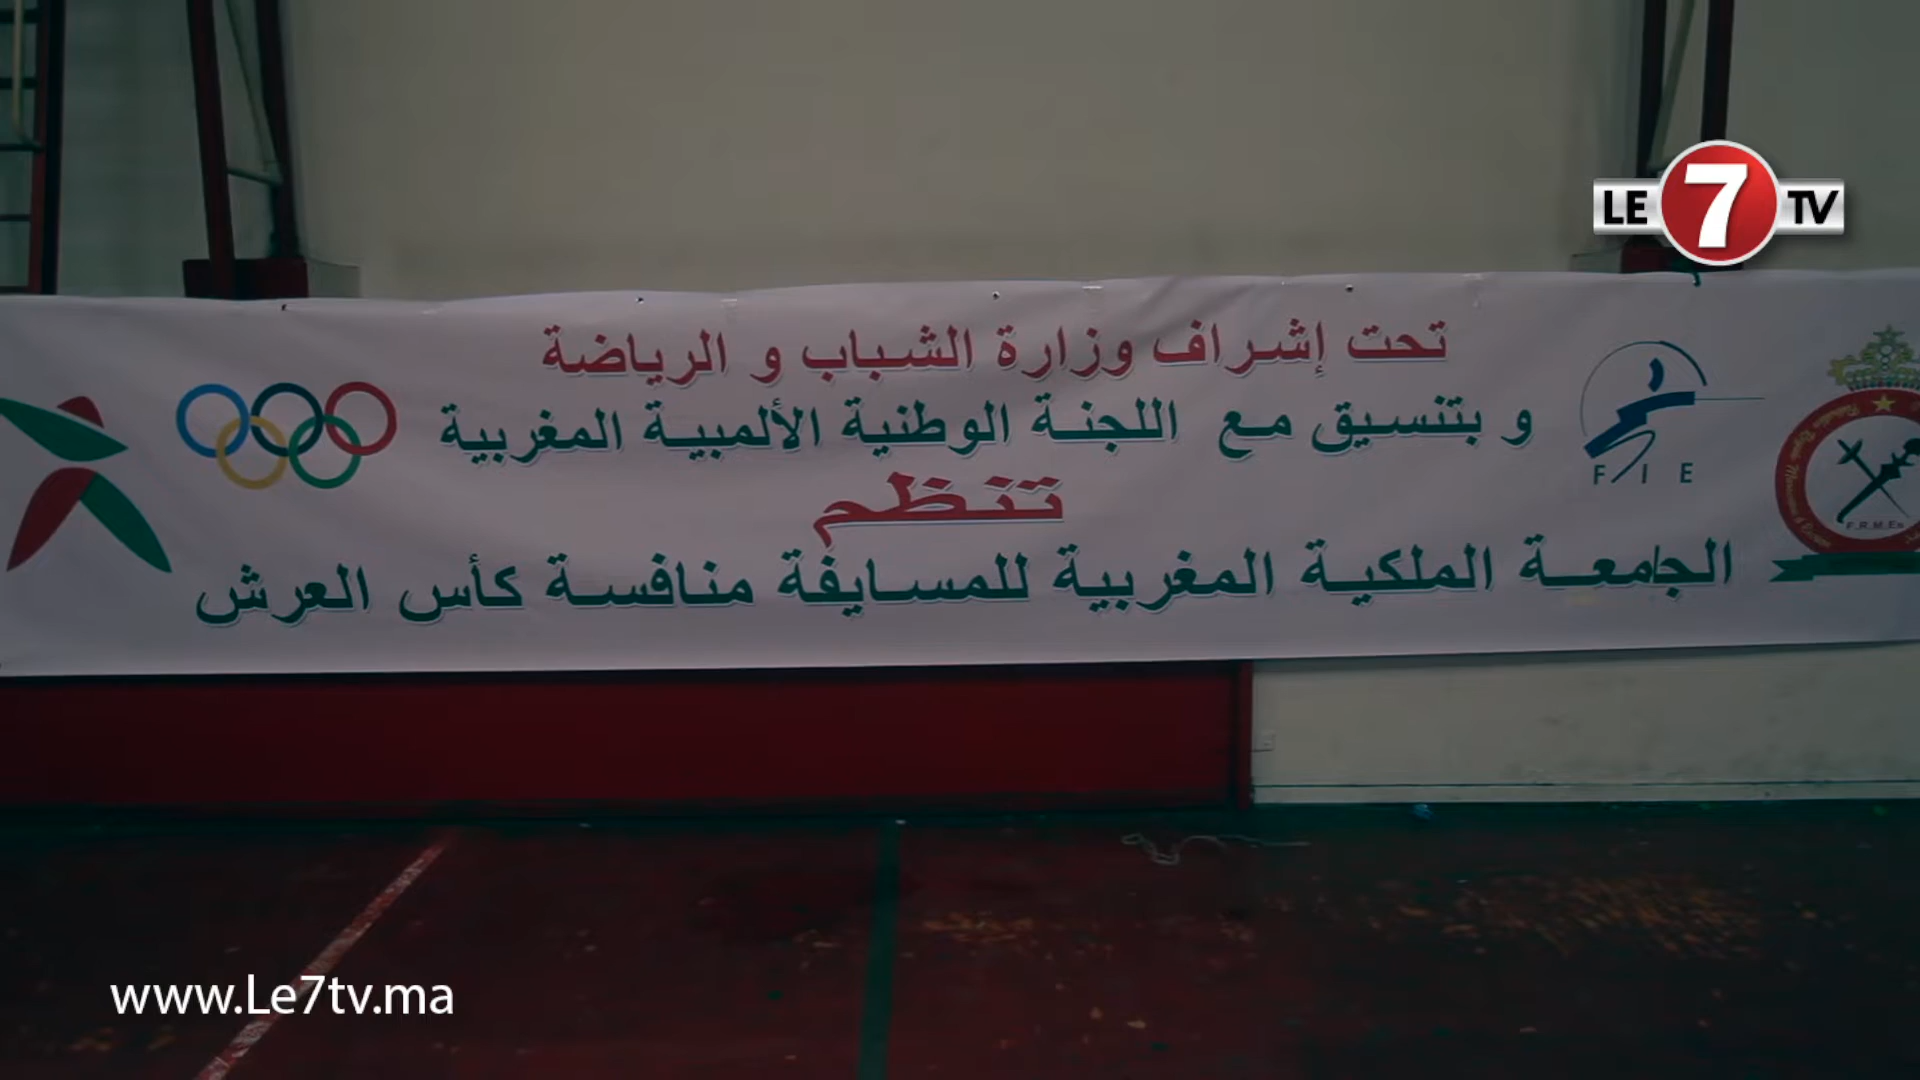 LE 7 TV
تحت إشراف وزارة الشباب و الرياضة
و بتنسيق مع اللجنة الوطنية الألمبية المغربية
تنظم
الجامعة الملكية المغربية للمسايفة منافسة كأس العرش
FIE
F.R.M.Es
www.Le7tv.ma